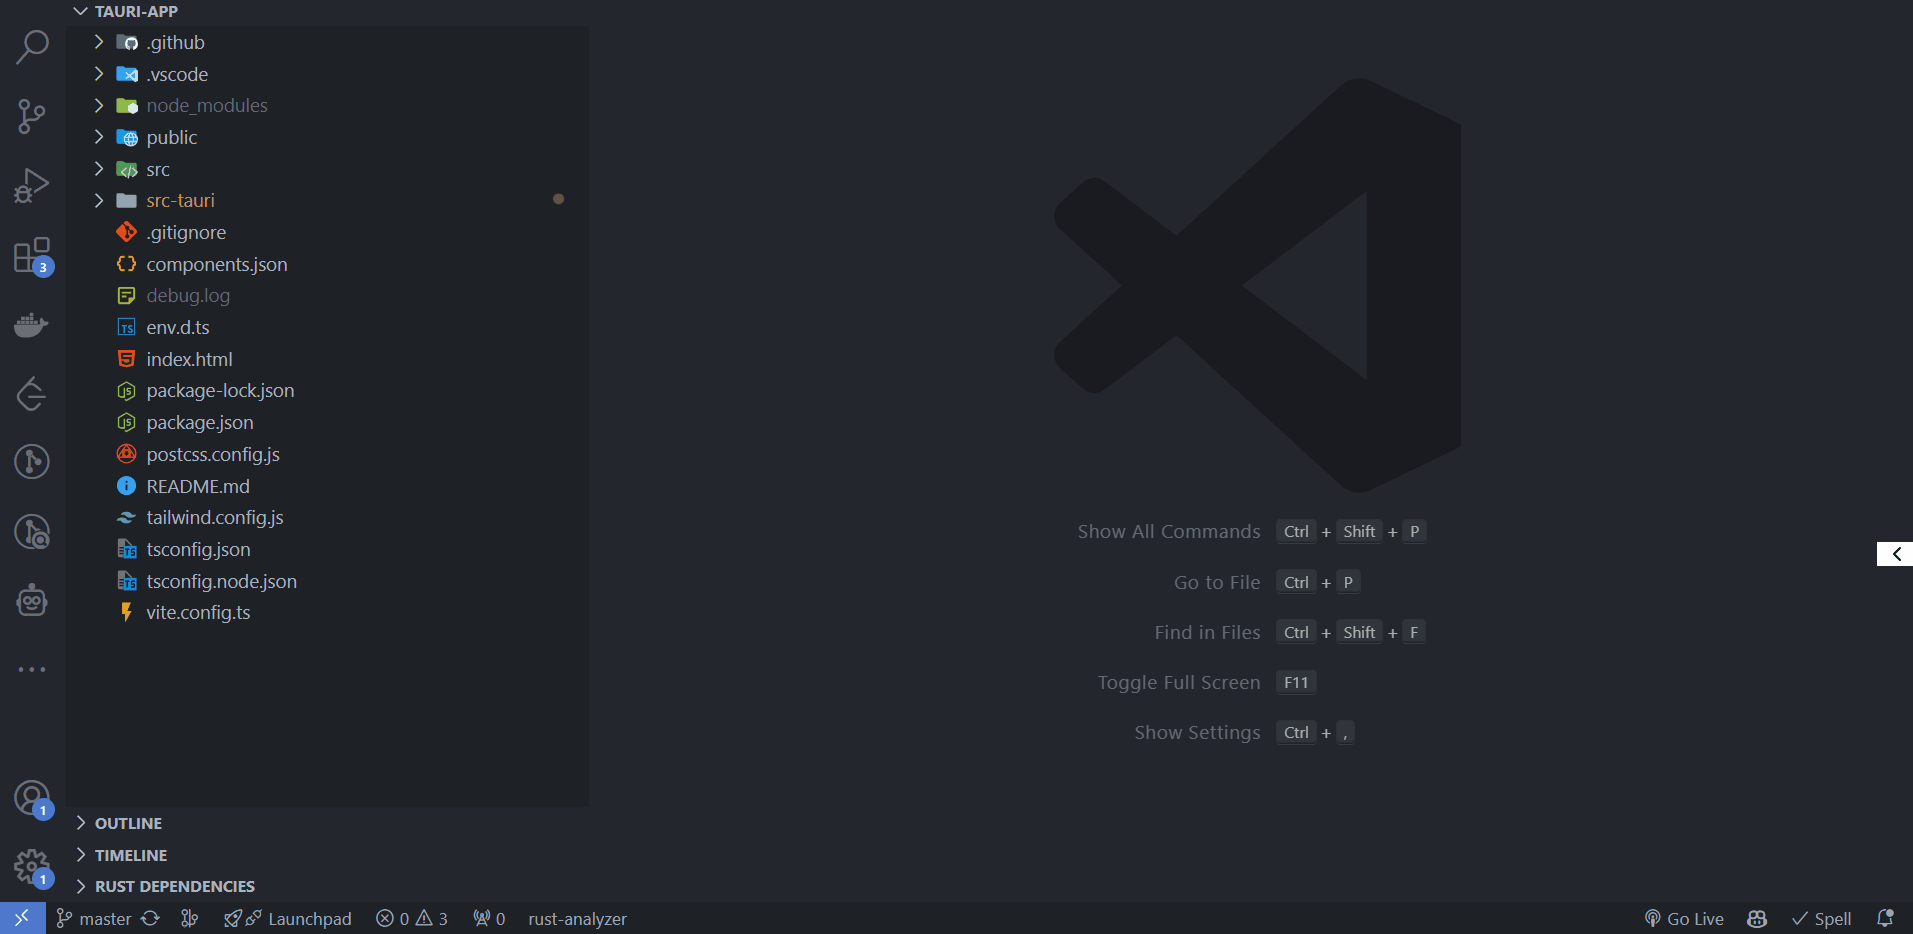 TAURI-APP
.github
.vscode
node_modules
public
src
src-tauri
.gitignore
components.json
debug.log
env.d.ts
index.html
package-lock.json
package.json
postcss.config.js
README.md
tailwind.config.js
tsconfig.json
tsconfig.node.json
vite.config.ts
OUTLINE
TIMELINE
RUST DEPENDENCIES
3
1
1
Show All Commands Ctrl + Shift + P
Go to File Ctrl + P
Find in Files Ctrl + Shift + F
Toggle Full Screen F11
Show Settings Ctrl + ,
master Launchpad 0 3 0 rust-analyzer Go Live Spell